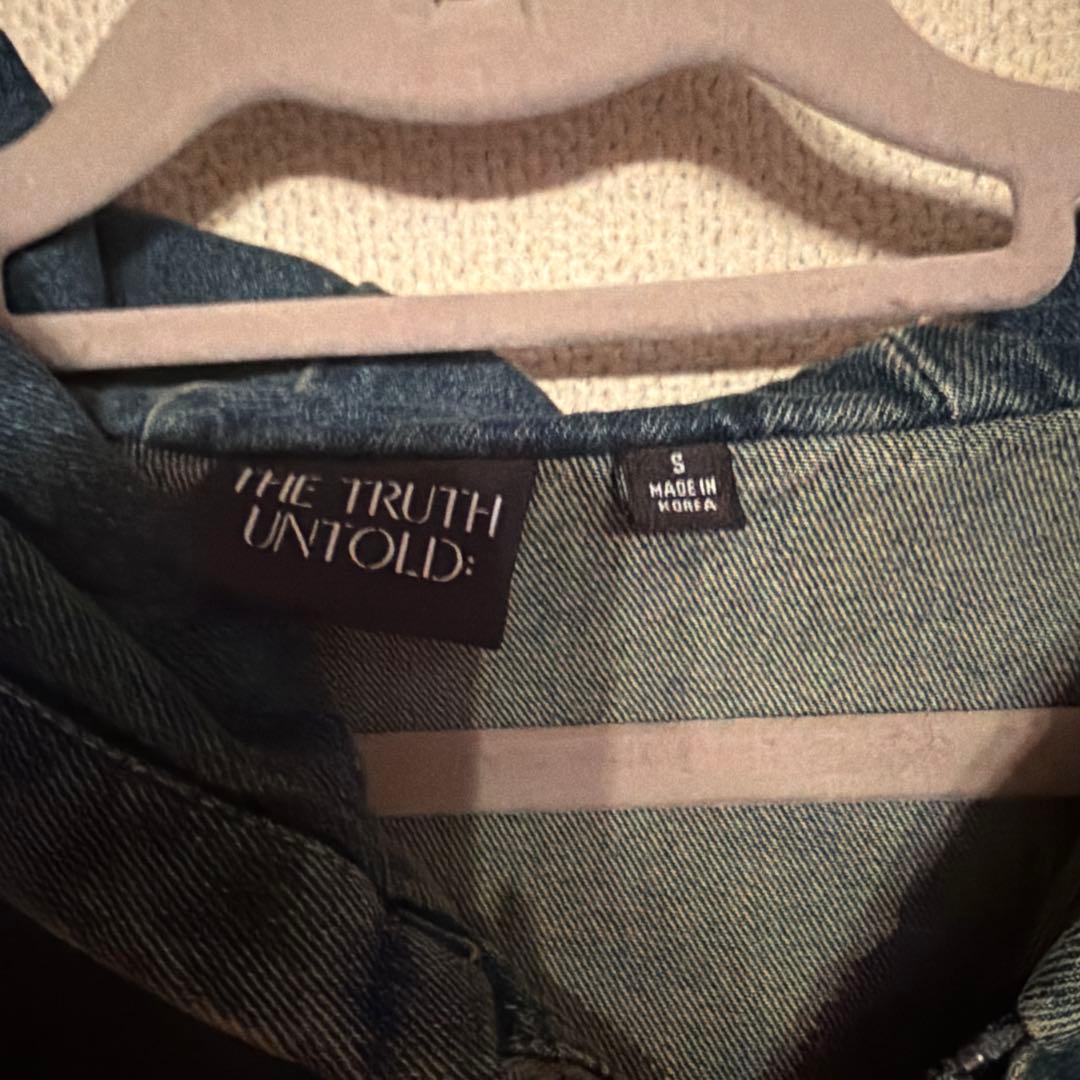 THE TRUTH
UNTOLD:
S
MADE IN
KOREA